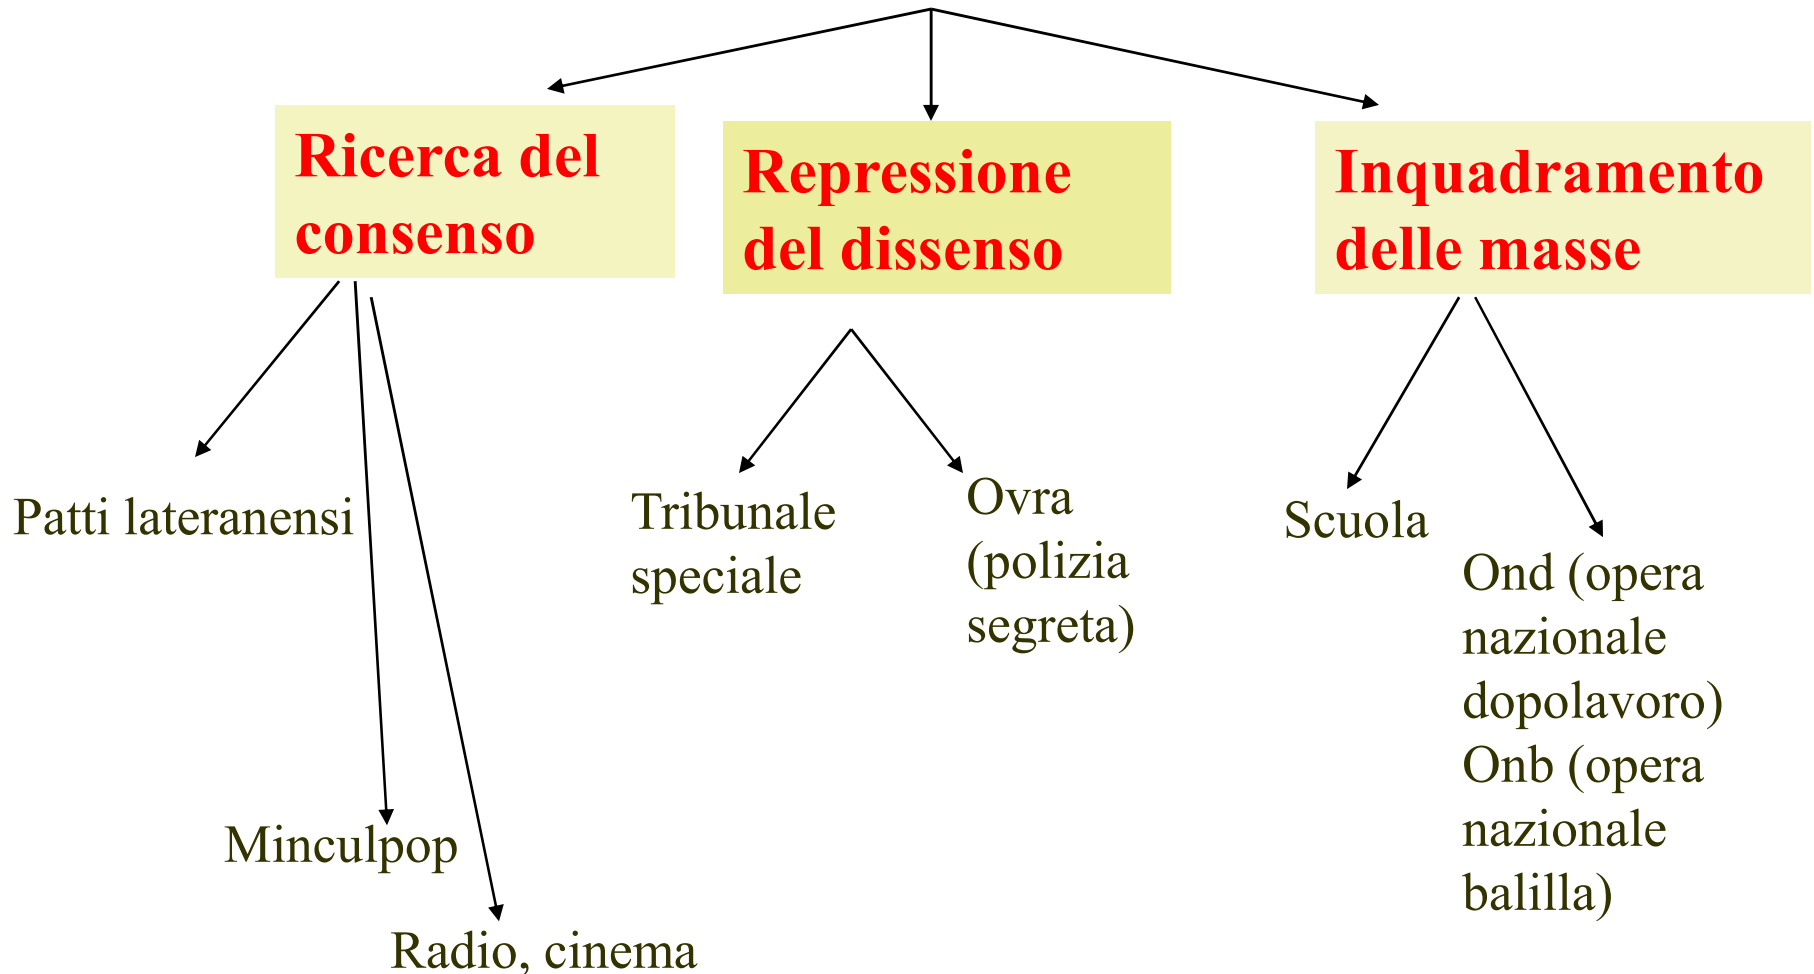 Ricerca del
consenso
Repressione
del dissenso
Inquadramento
delle masse
Patti lateranensi
Minculpop
Radio, cinema
Tribunale
speciale
Ovra
(polizia
segreta)
Scuola
Ond (opera
nazionale
dopolavoro)
Onb (opera
nazionale
balilla)